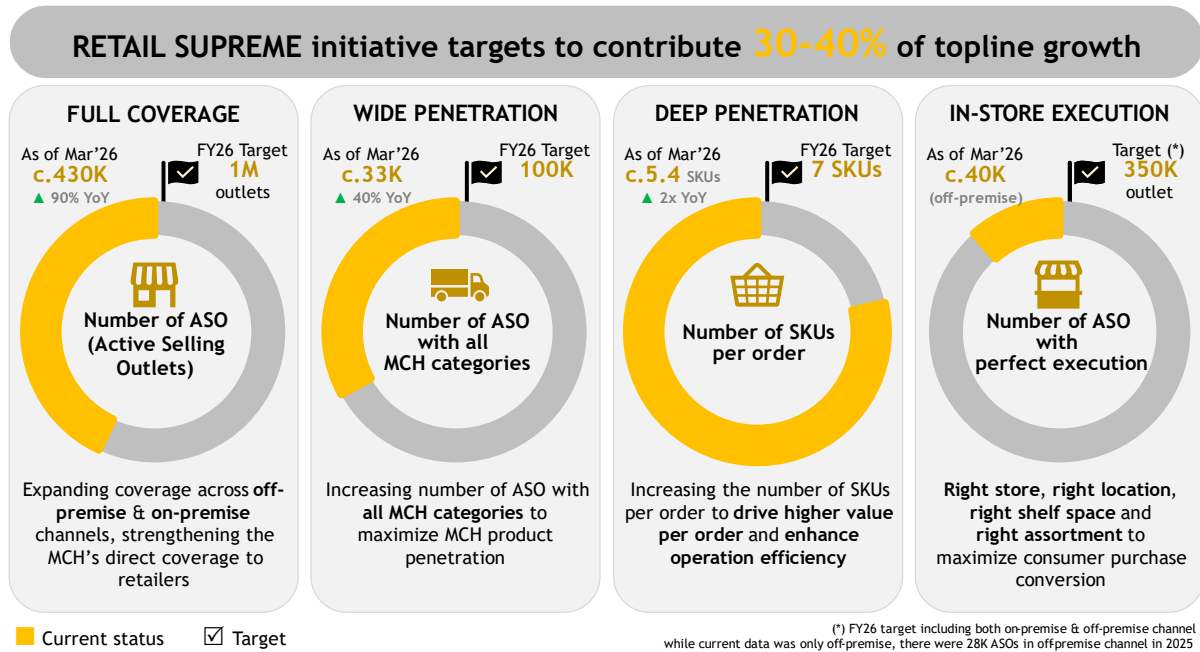 RETAIL SUPREME initiative targets to contribute 30-40% of topline growth
FULL COVERAGE
As of Mar’26
c.430K
▲ 90% YoY
FY26 Target
1M
outlets
Number of ASO
(Active Selling
Outlets)
Expanding coverage across off-
premise & on-premise
channels, strengthening the
MCH’s direct coverage to
retailers
WIDE PENETRATION
As of Mar’26
c.33K
▲ 40% YoY
FY26 Target
100K
Number of ASO
with all
MCH categories
Increasing number of ASO with
all MCH categories to
maximize MCH product
penetration
DEEP PENETRATION
As of Mar’26
c.5.4 SKUs
▲ 2x YoY
FY26 Target
7 SKUs
Number of SKUs
per order
Increasing the number of SKUs
per order to drive higher value
per order and enhance
operation efficiency
IN-STORE EXECUTION
As of Mar’26
c.40K
(off-premise)
Target (*)
350K
outlet
Number of ASO
with
perfect execution
Right store, right location,
right shelf space and
right assortment to
maximize consumer purchase
conversion
Current status
Target
(*) FY26 target including both on-premise & off-premise channel
while current data was only off-premise, there were 28K ASOs in off-premise channel in 2025